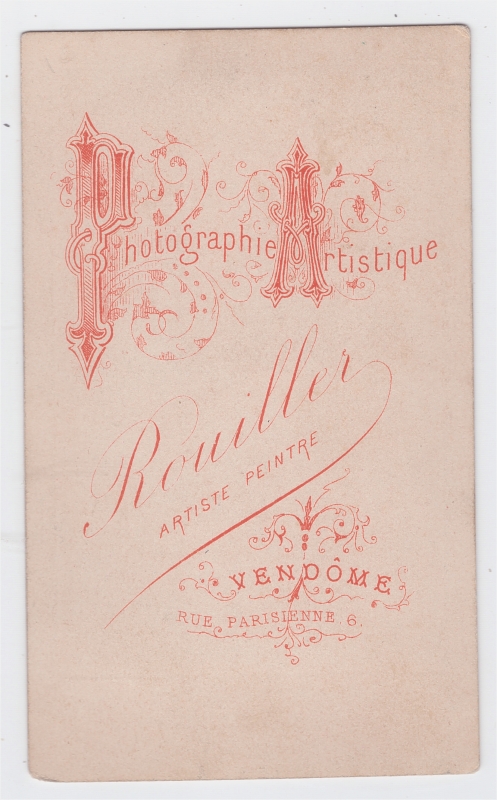 Photographie Artistique
Rouiller
ARTISTE PEINTRE
VENDÔME
RUE PARISIENNE 6.